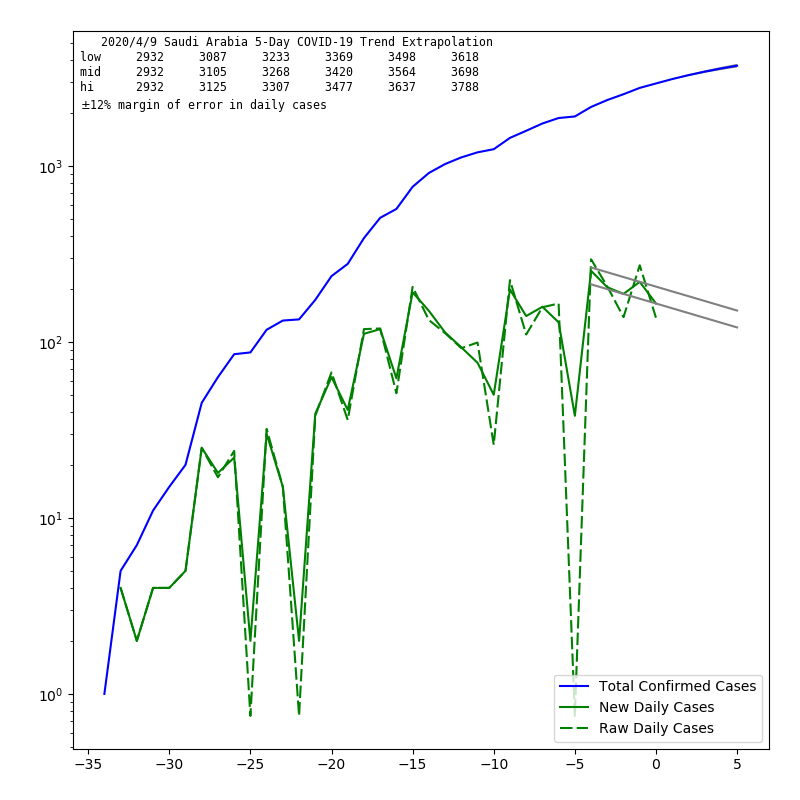 2020/4/9 Saudi Arabia 5-Day COVID-19 Trend Extrapolation
low 2932 3087 3233 3369 3498 3618
mid 2932 3105 3268 3420 3564 3698
hi 2932 3125 3307 3477 3637 3788
±12% margin of error in daily cases
10³
10²
10¹
10⁰
Total Confirmed Cases
New Daily Cases
Raw Daily Cases
−35 −30 −25 −20 −15 −10 −5 0 5